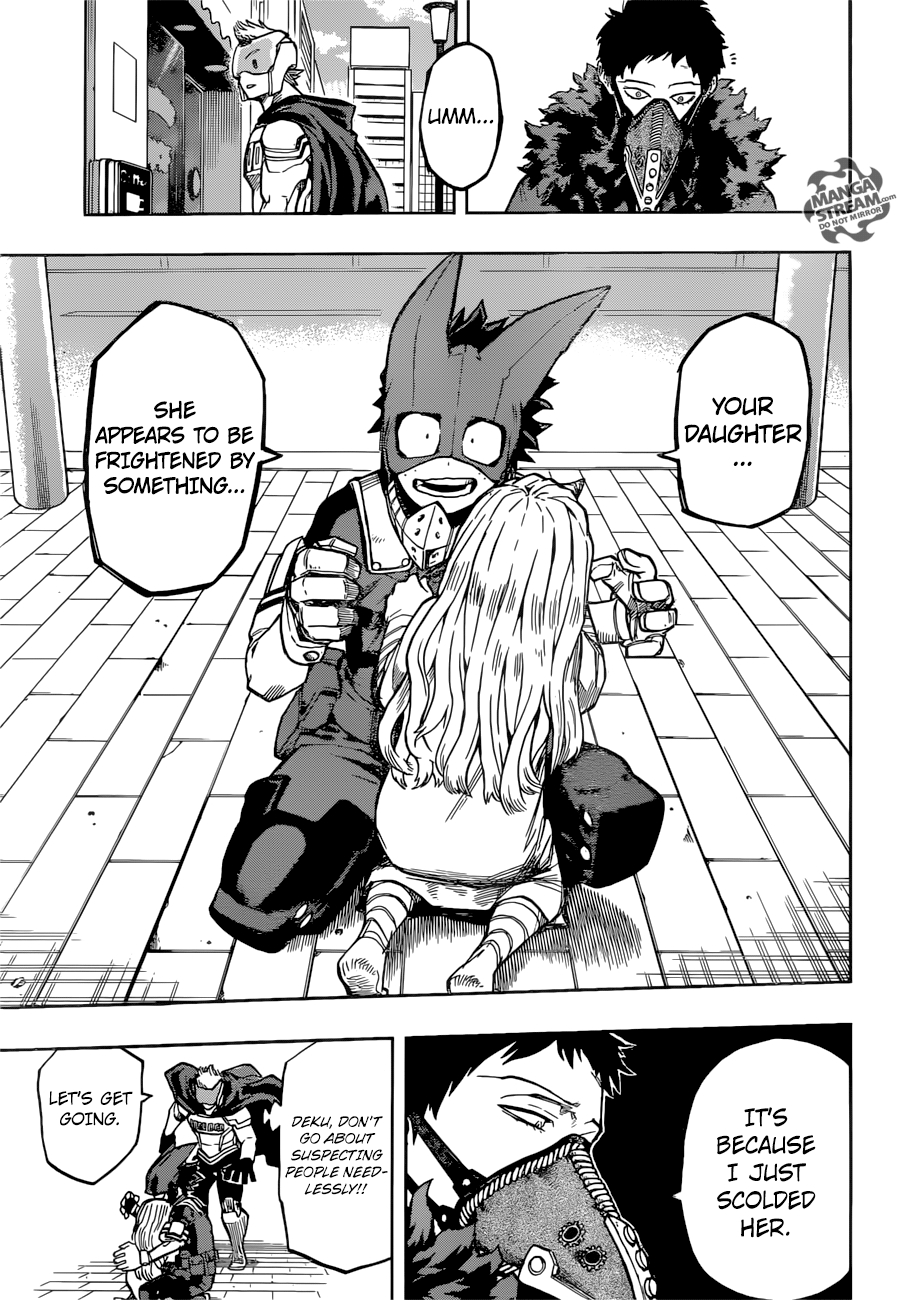 UMM...
MANGA
STREAM.com
DO NOT MIRROR
YOUR
DAUGHTER
...
SHE
APPEARS TO BE
FRIGHTENED BY
SOMETHING...
IT'S
BECAUSE
I JUST
SCOLDED
HER.
DEKU, DON'T
GO ABOUT
SUSPECTING
PEOPLE NEED-
LESSLY!!
LET'S GET
GOING.